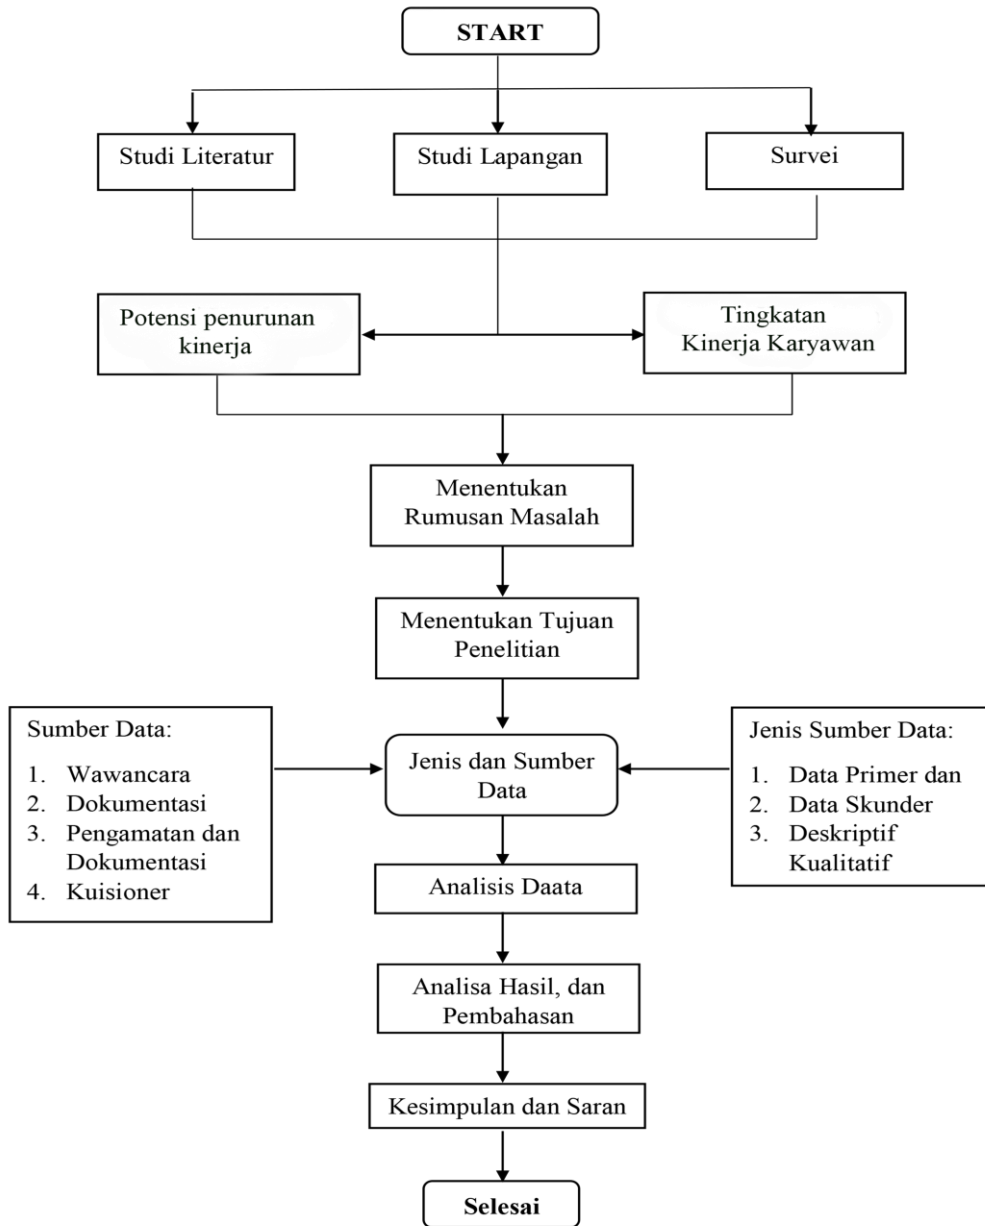 START
Studi Literatur
Studi Lapangan
Survei
Potensi penurunan
kinerja
Tingkatan
Kinerja Karyawan
Menentukan
Rumusan Masalah
Menentukan Tujuan
Penelitian
Sumber Data:
1. Wawancara
2. Dokumentasi
3. Pengamatan dan
Dokumentasi
4. Kuisioner
Jenis dan Sumber
Data
Jenis Sumber Data:
1. Data Primer dan
2. Data Skunder
3. Deskriptif
Kualitatif
Analisis Daata
Analisa Hasil, dan
Pembahasan
Kesimpulan dan Saran
Selesai